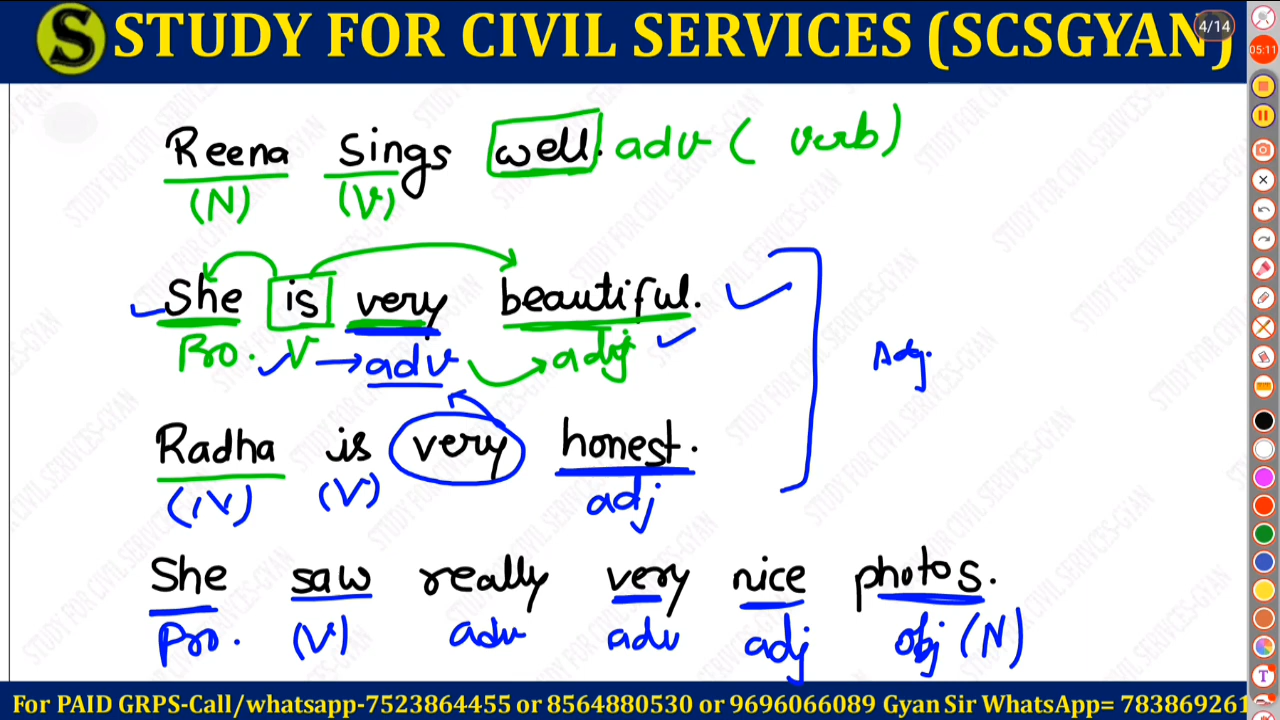 S STUDY FOR CIVIL SERVICES (SCSGYAN)
4/14
05:11
Reena Sings well. adv ( verb)
(N) (V)
She is very beautiful.
Pro. V adv adj
Adj.
Radha is very honest.
(N) (V) adj
She saw really very nice photos.
Pro. (V) adv adv adj obj (N)
For PAID GRPS-Call/whatsapp-7523864455 or 8564880530 or 9696066089 Gyan Sir WhatsApp= 783869261